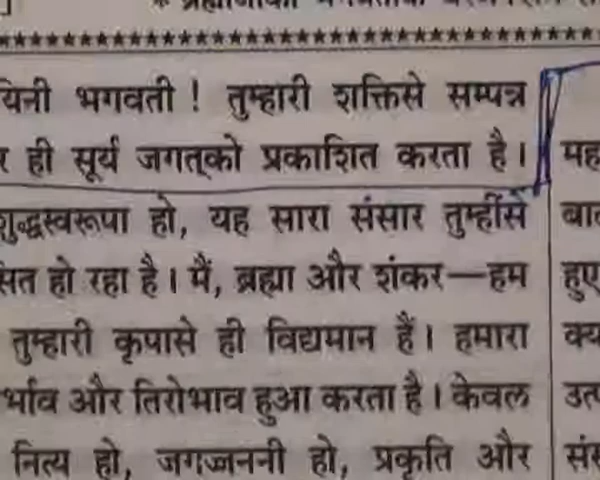 यिनी भगवती ! तुम्हारी शक्तिसे सम्पन्न
ही सूर्य जगत्‌को प्रकाशित करता है।
शुद्धस्वरूपा हो, यह सारा संसार तुम्हींसे
सित हो रहा है। मैं, ब्रह्मा और शंकर—हम
तुम्हारी कृपासे ही विद्यमान हैं। हमारा
र्भाव और तिरोभाव हुआ करता है। केवल
नित्य हो, जगज्जननी हो, प्रकृति और
मह
बा
हुए
क्य
उत
संस